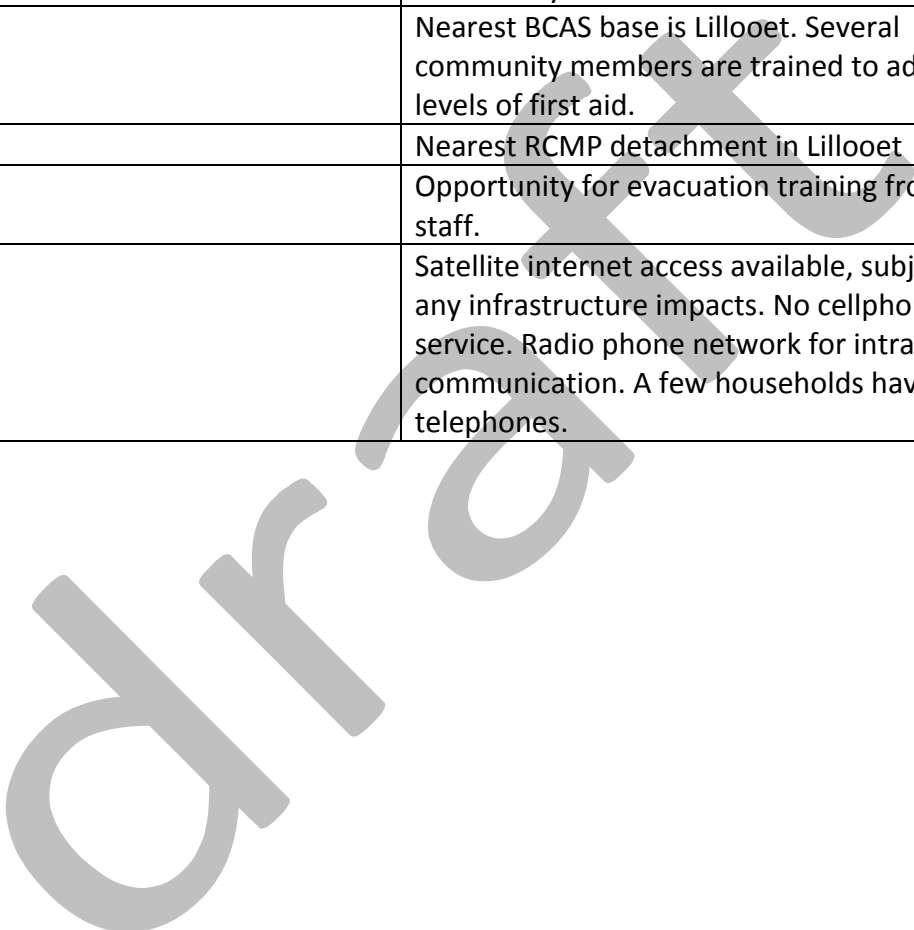 Nearest BCAS base is Lillooet. Several
community members are trained to
levels of first aid.
Nearest RCMP detachment in Lillooet
Opportunity for evacuation training
staff.
Satellite internet access available,
any infrastructure impacts. No
service. Radio phone network for
communication. A few households
telephones.
draft